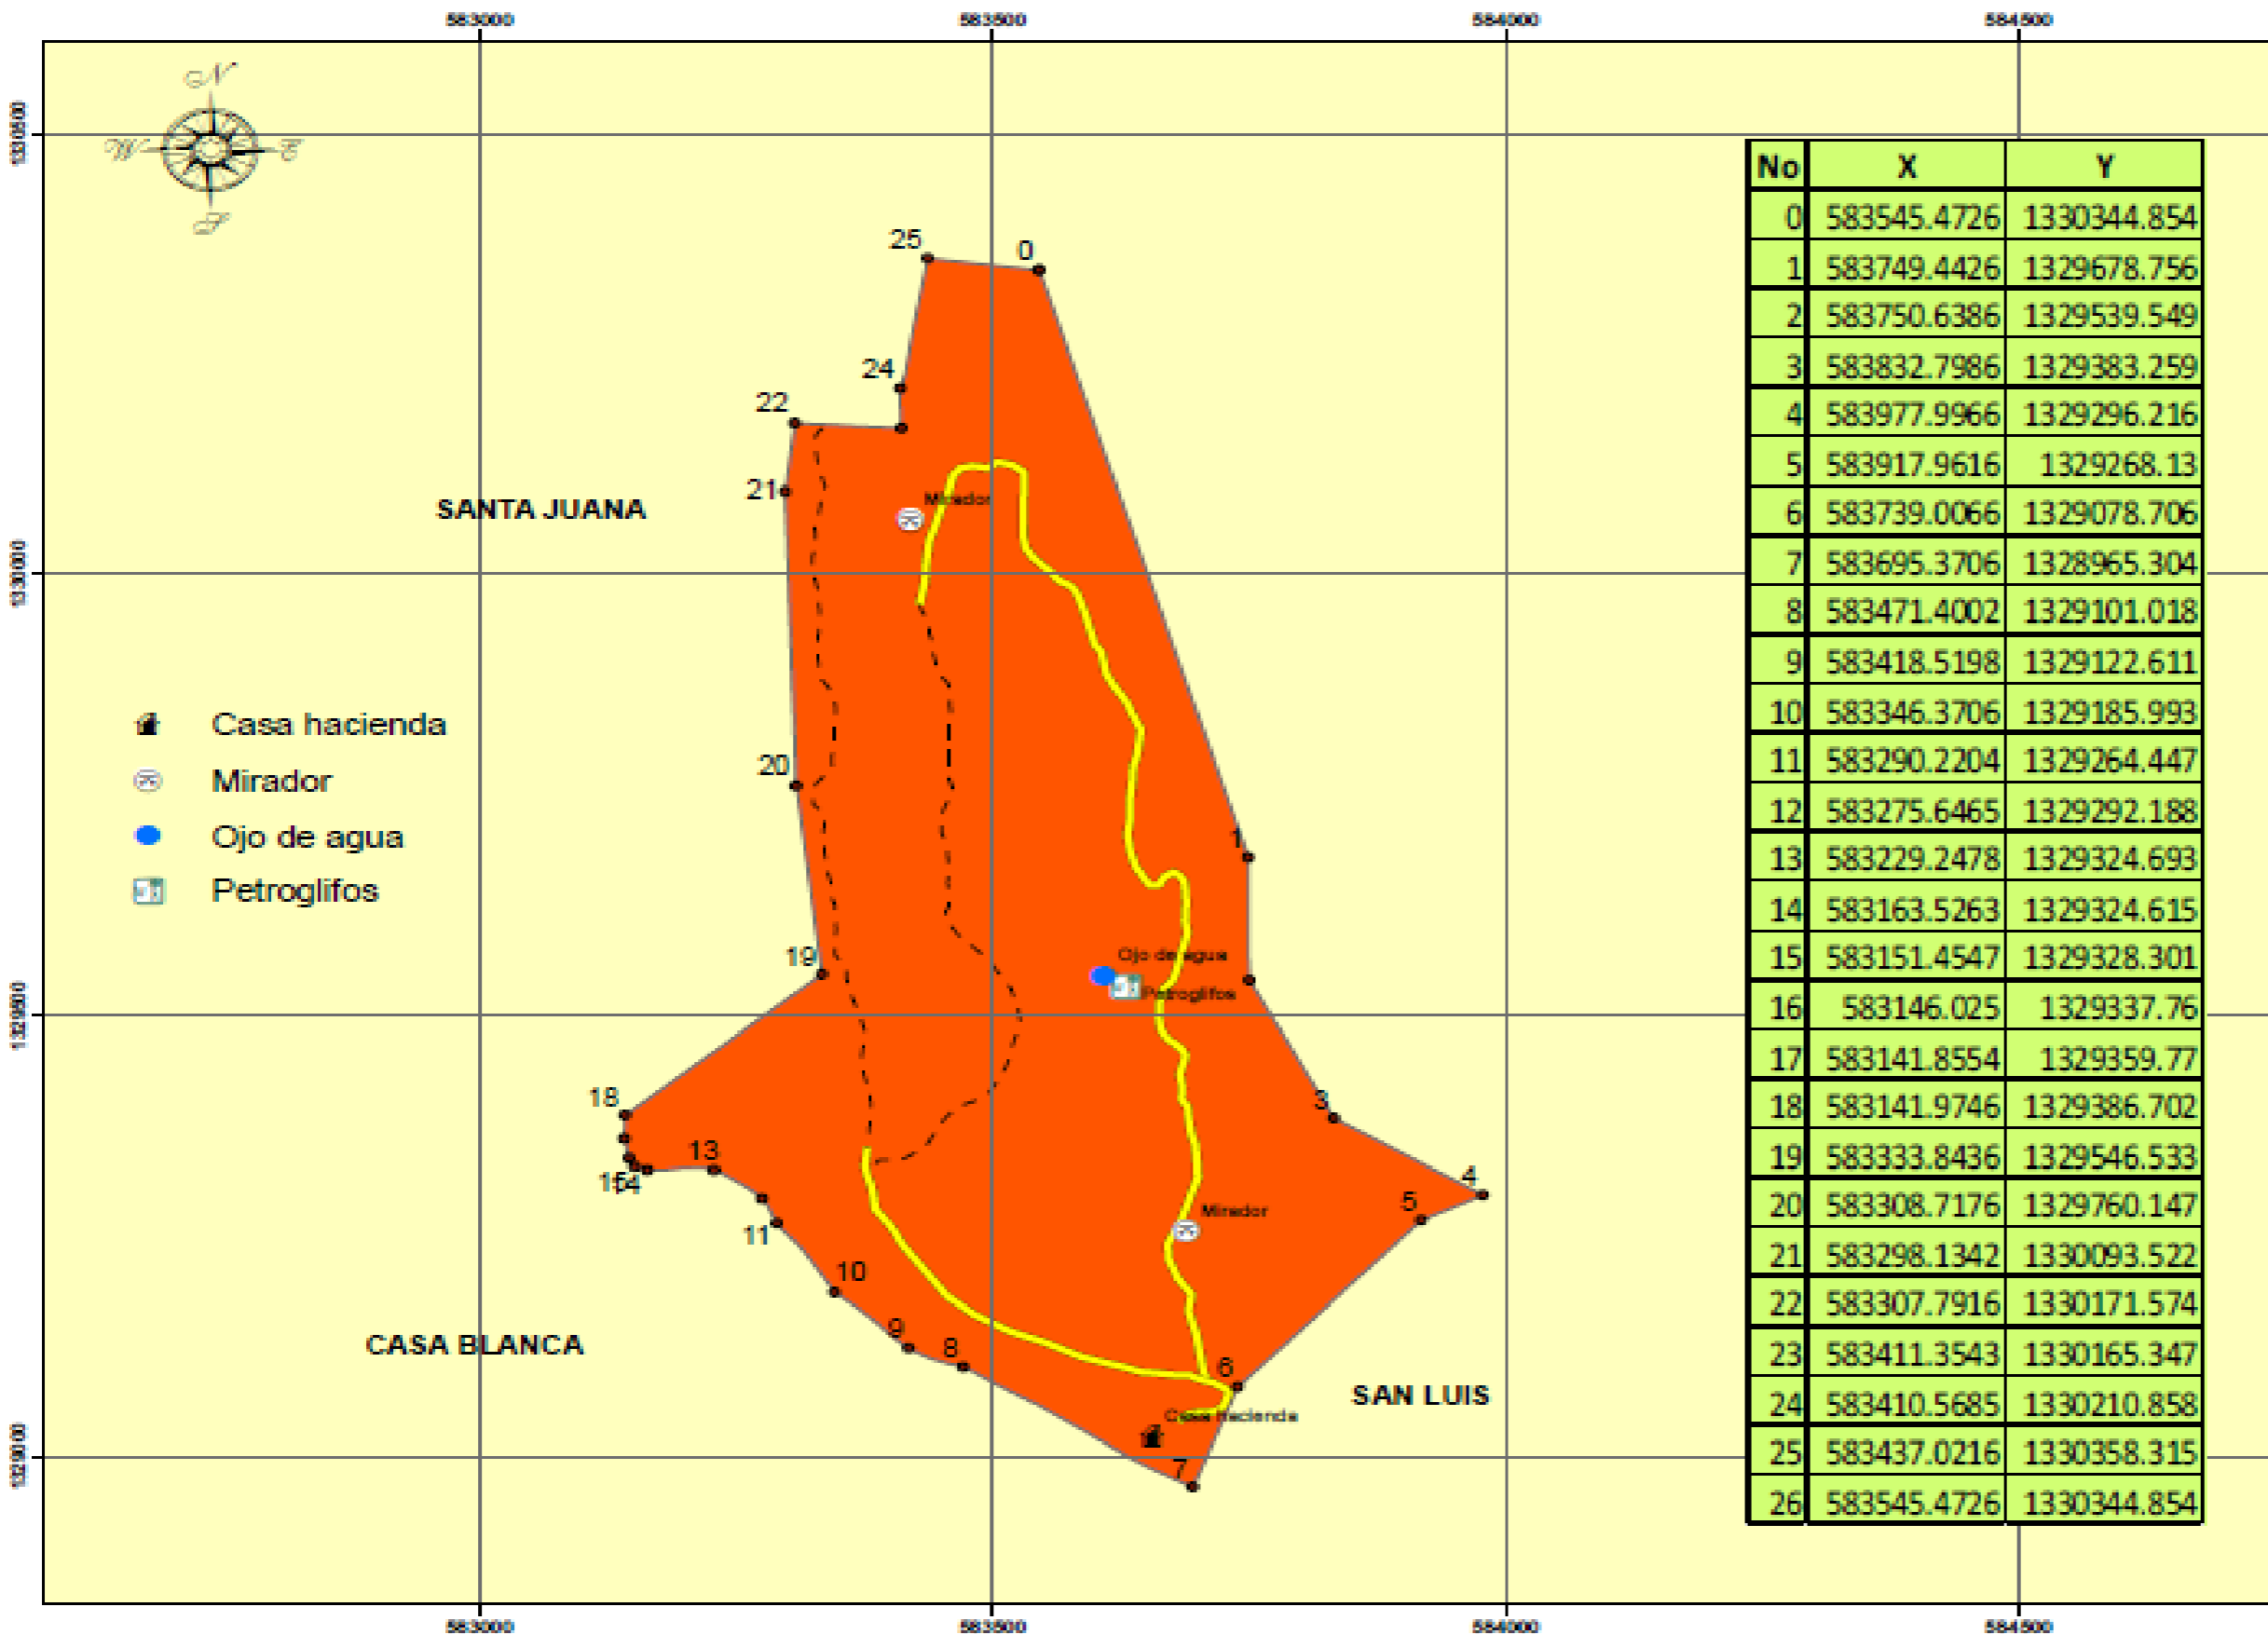 583000 583500 584000 584500
N
W E
S
1330500
1330000
1329500
1329000
No X Y
0 583545.4726 1330344.854
1 583749.4426 1329678.756
2 583750.6386 1329539.549
3 583832.7986 1329383.259
4 583977.9966 1329296.216
5 583917.9616 1329268.13
6 583739.0066 1329078.706
7 583695.3706 1328965.304
8 583471.4002 1329101.018
9 583418.5198 1329122.611
10 583346.3706 1329185.993
11 583290.2204 1329264.447
12 583275.6465 1329292.188
13 583229.2478 1329324.693
14 583163.5263 1329324.615
15 583151.4547 1329328.301
16 583146.025 1329337.76
17 583141.8554 1329359.77
18 583141.9746 1329386.702
19 583333.8436 1329546.533
20 583308.7176 1329760.147
21 583298.1342 1330093.522
22 583307.7916 1330171.574
23 583411.3543 1330165.347
24 583410.5685 1330210.858
25 583437.0216 1330358.315
26 583545.4726 1330344.854
25 0
24
22
21
Mirador
SANTA JUANA
Casa hacienda
Mirador
Ojo de agua
Petroglifos
20
1
19
Ojo de agua
Petroglifos
18
3
13
4
5
Mirador
11
10
9
8
6
CASA BLANCA
SAN LUIS
Casa hacienda
7
583000 583500 584000 584500